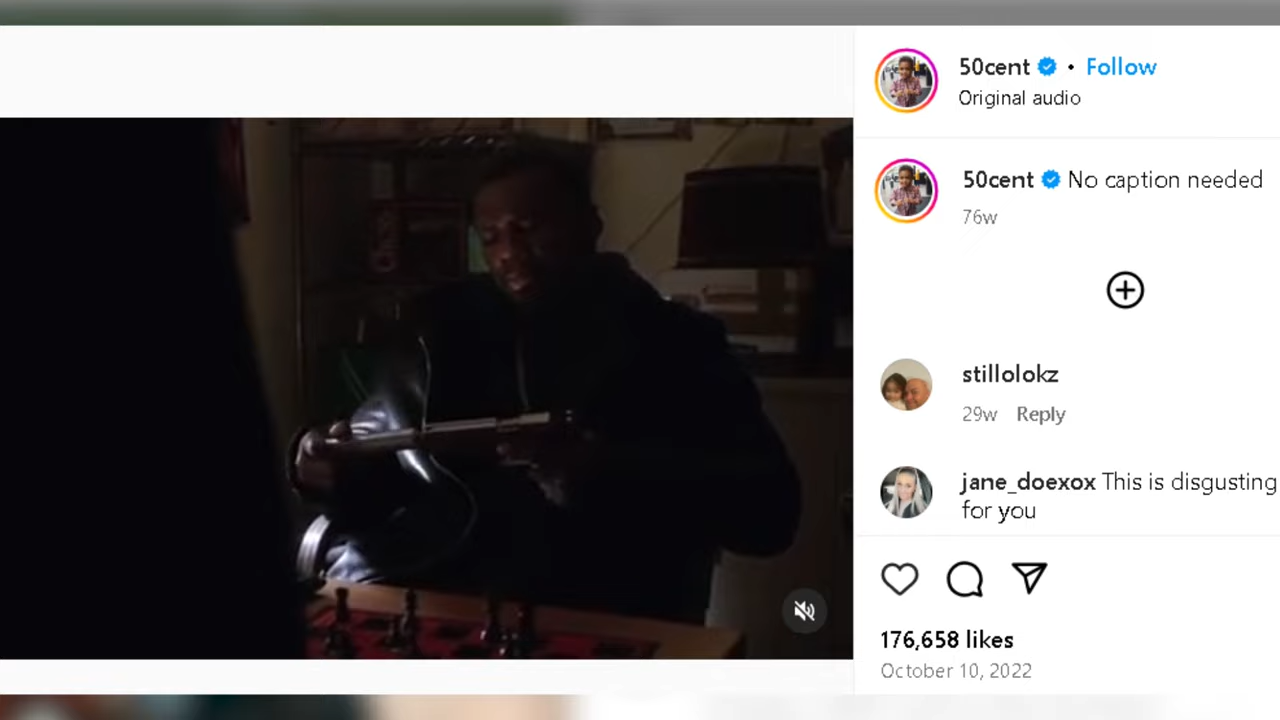 50cent • Follow
Original audio
50cent No caption needed
76w
stillolokz
29w Reply
jane_doexox This is disgusting
for you
176,658 likes
October 10, 2022